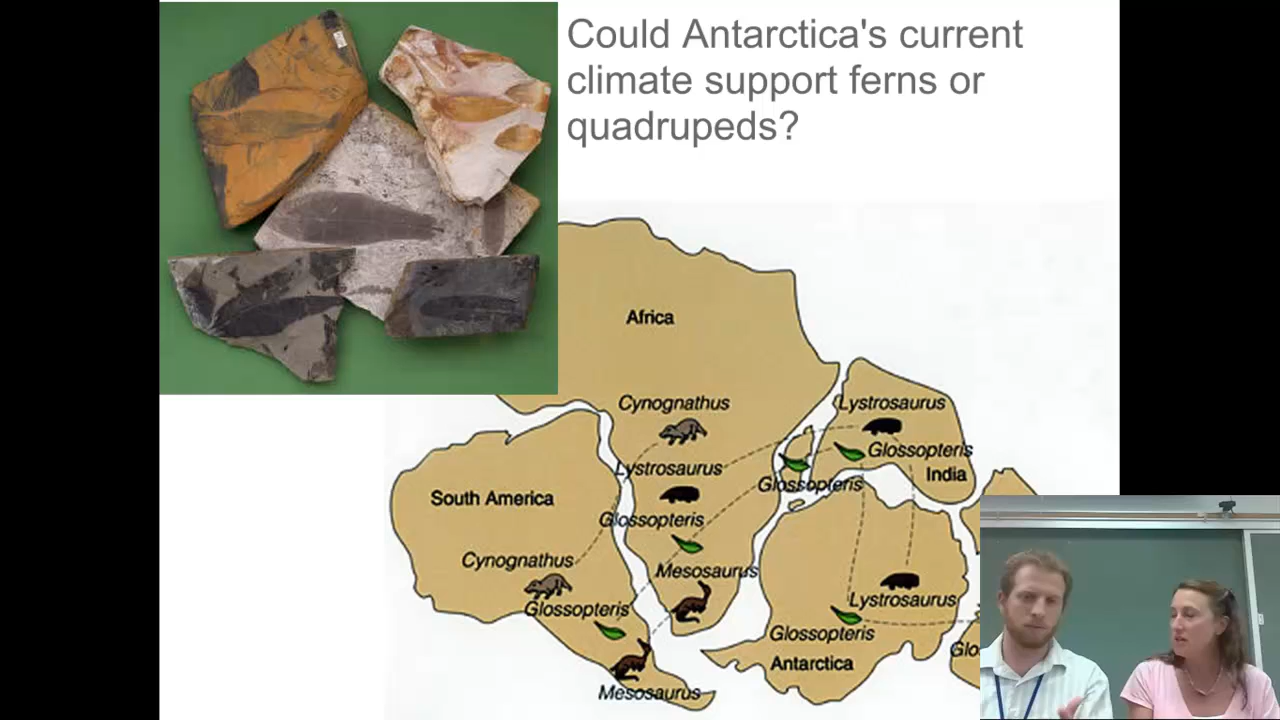 Could Antarctica's current
climate support ferns or
quadrupeds?
Africa
Cynognathus
Lystrosaurus
Lystrosaurus
Glossopteris
India
Glossopteris
South America
Glossopteris
Cynognathus
Mesosaurus
Glossopteris
Lystrosaurus
Glossopteris
Antarctica
Glo
Mesosaurus